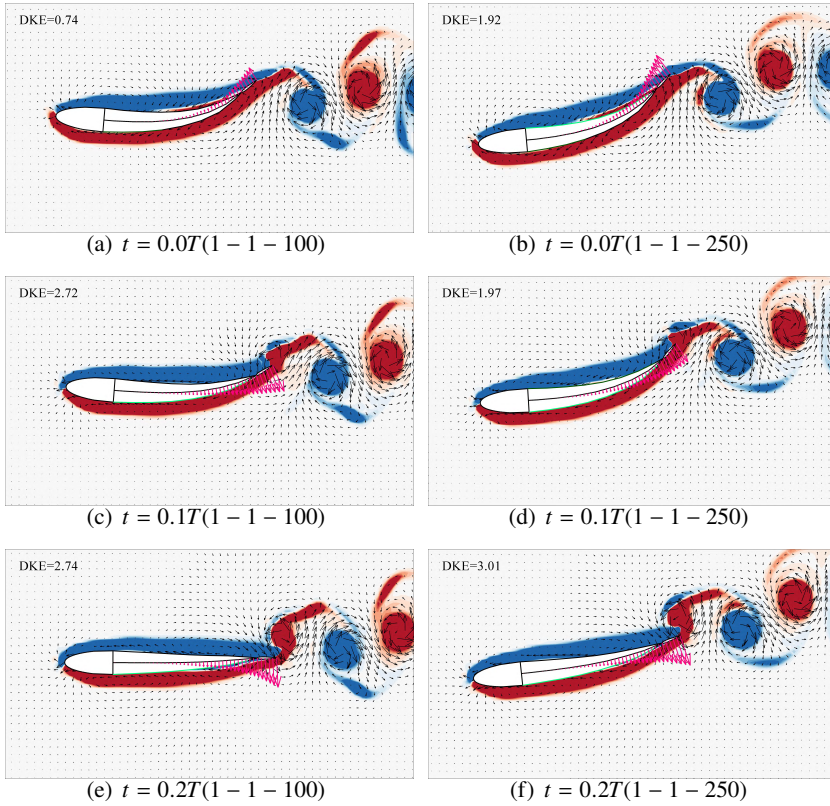 DKE=0.74
DKE=1.92
(a) t = 0.0T(1 − 1 − 100)
(b) t = 0.0T(1 − 1 − 250)
DKE=2.72
DKE=1.97
(c) t = 0.1T(1 − 1 − 100)
(d) t = 0.1T(1 − 1 − 250)
DKE=2.74
DKE=3.01
(e) t = 0.2T(1 − 1 − 100)
(f) t = 0.2T(1 − 1 − 250)